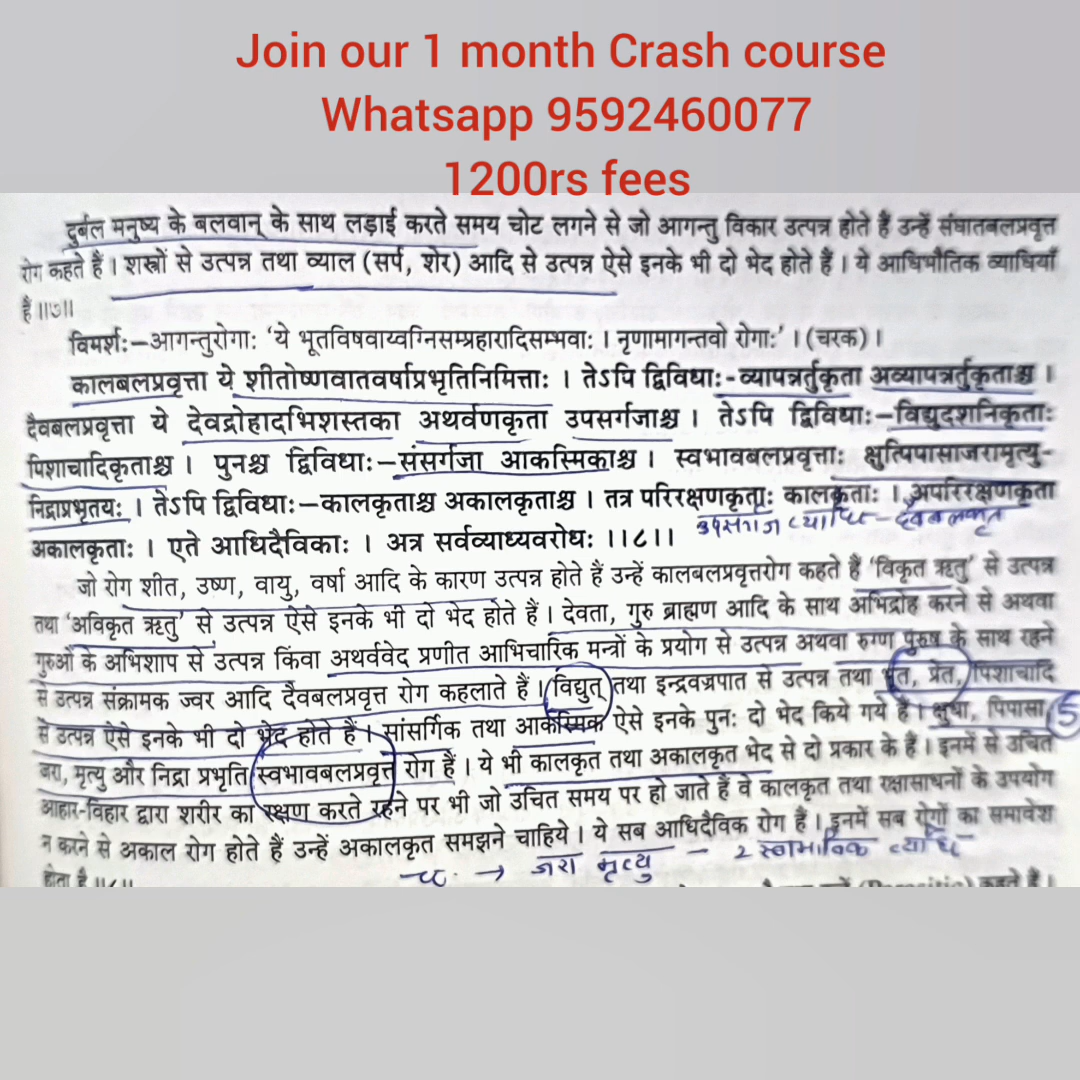 Join our 1 month Crash course
Whatsapp 9592460077
1200rs fees
दुर्बल मनुष्य के बलवान् के साथ लड़ाई करते समय चोट लगने से जो आगन्तु विकार उत्पन्न होते हैं उन्हें संघातबलप्रवृत्त
रोग कहते हैं । शस्त्रों से उत्पन्न तथा व्याल (सर्प, शेर) आदि से उत्पन्न ऐसे इनके भी दो भेद होते हैं । ये आधिभौतिक व्याधियाँ
हैं ॥७॥
विमर्शः–आगन्तुरोगाः ‘ये भूतविषवाय्वग्निसम्प्रहारादिसम्भवाः । नृणामागन्तवो रोगाः’ । (चरक) ।
कालबलप्रवृत्ता ये शीतोष्णवातवर्षाप्रभृतिनिमित्ताः । तेऽपि द्विविधाः-व्यापन्नर्तुकृता अव्यापन्नर्तुकृताश्च ।
दैवबलप्रवृत्ता ये देवद्रोहादभिशस्तका अथर्वणकृता उपसर्गजाश्च । तेऽपि द्विविधाः–विद्युदशनिकृताः
पिशाचादिकृताश्च । पुनश्च द्विविधाः–संसर्गजा आकस्मिकाश्च । स्वभावबलप्रवृत्ताः क्षुत्पिपासाजरामृत्यु-
निद्राप्रभृतयः । तेऽपि द्विविधाः–कालकृताश्च अकालकृताश्च । तत्र परिरक्षणकृताः कालकृताः । अपरिरक्षणकृता
उपसर्गज व्याधि – दैवबलकृत
अकालकृताः । एते आधिदैविकाः । अत्र सर्वव्याध्यवरोधः ।।८।।
जो रोग शीत, उष्ण, वायु, वर्षा आदि के कारण उत्पन्न होते हैं उन्हें कालबलप्रवृत्तरोग कहते हैं ‘विकृत ऋतु’ से उत्पन्न
तथा ‘अविकृत ऋतु’ से उत्पन्न ऐसे इनके भी दो भेद होते हैं । देवता, गुरु ब्राह्मण आदि के साथ अभिद्रोह करने से अथवा
गुरुओं के अभिशाप से उत्पन्न किंवा अथर्ववेद प्रणीत आभिचारिक मन्त्रों के प्रयोग से उत्पन्न अथवा रुग्ण पुरुष के साथ रहने
से उत्पन्न संक्रामक ज्वर आदि दैवबलप्रवृत्त रोग कहलाते हैं । विद्युत् तथा इन्द्रवज्रपात से उत्पन्न तथा भूत, प्रेत, पिशाचादि
से उत्पन्न ऐसे इनके भी दो भेद होते हैं । सांसर्गिक तथा आकस्मिक ऐसे इनके पुनः दो भेद किये गये हैं । क्षुधा, पिपासा, 5
जरा, मृत्यु और निद्रा प्रभृति स्वभावबलप्रवृत्त रोग हैं । ये भी कालकृत तथा अकालकृत भेद से दो प्रकार के हैं । इनमें से उचित
आहार-विहार द्वारा शरीर का रक्षण करते रहने पर भी जो उचित समय पर हो जाते हैं वे कालकृत तथा रक्षासाधनों के उपयोग
न करने से अकाल रोग होते हैं उन्हें अकालकृत समझने चाहिये । ये सब आधिदैविक रोग हैं । इनमें सब रोगों का समावेश
होता है ॥८॥
च. → जरा मृत्यु – 2 स्वाभाविक व्याधि
कहते हैं ।